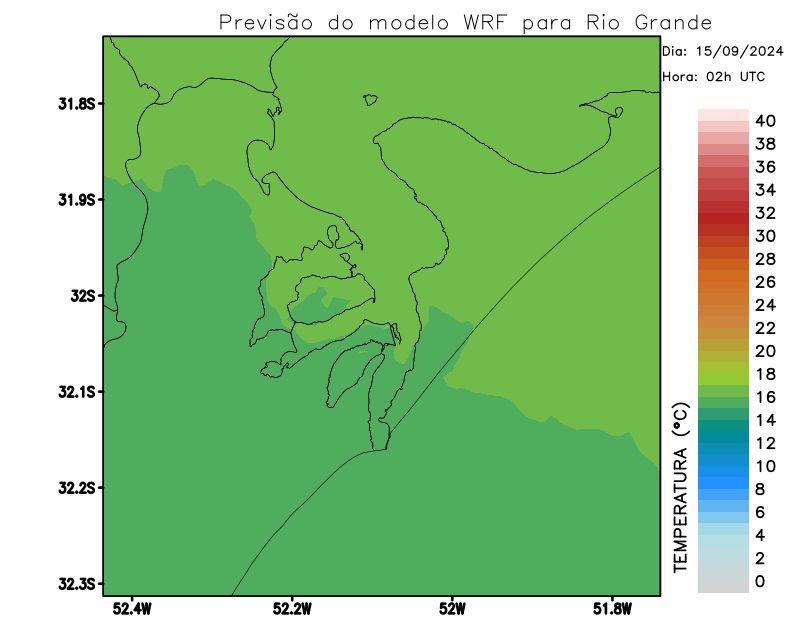 Previsão do modelo WRF para Rio Grande
Dia: 15/09/2024
Hora: 02h UTC
31.8S
31.9S
32S
32.1S
32.2S
32.3S
52.4W
52.2W
52W
51.8W
TEMPERATURA (°C)
40
38
36
34
32
30
28
26
24
22
20
18
16
14
12
10
8
6
4
2
0